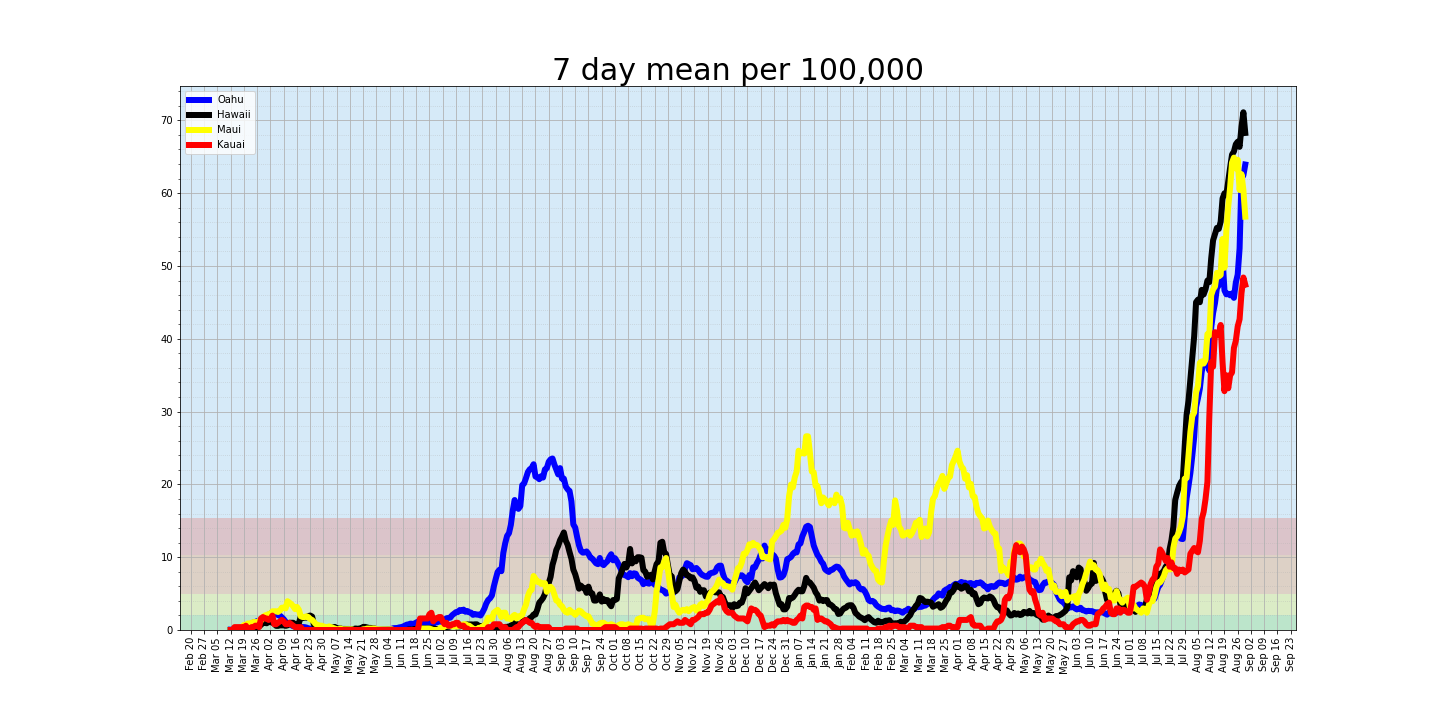 7 day mean per 100,000
Oahu
Hawaii
Maui
Kauai
70
60
50
40
30
20
10
0
Feb 20
Feb 27
Mar 05
Mar 12
Mar 19
Mar 26
Apr 02
Apr 09
Apr 16
Apr 23
Apr 30
May 07
May 14
May 21
May 28
Jun 04
Jun 11
Jun 18
Jun 25
Jul 02
Jul 09
Jul 16
Jul 23
Jul 30
Aug 06
Aug 13
Aug 20
Aug 27
Sep 03
Sep 10
Sep 17
Sep 24
Oct 01
Oct 08
Oct 15
Oct 22
Oct 29
Nov 05
Nov 12
Nov 19
Nov 26
Dec 03
Dec 10
Dec 17
Dec 24
Dec 31
Jan 07
Jan 14
Jan 21
Jan 28
Feb 04
Feb 11
Feb 18
Feb 25
Mar 04
Mar 11
Mar 18
Mar 25
Apr 01
Apr 08
Apr 15
Apr 22
Apr 29
May 06
May 13
May 20
May 27
Jun 03
Jun 10
Jun 17
Jun 24
Jul 01
Jul 08
Jul 15
Jul 22
Jul 29
Aug 05
Aug 12
Aug 19
Aug 26
Sep 02
Sep 09
Sep 16
Sep 23